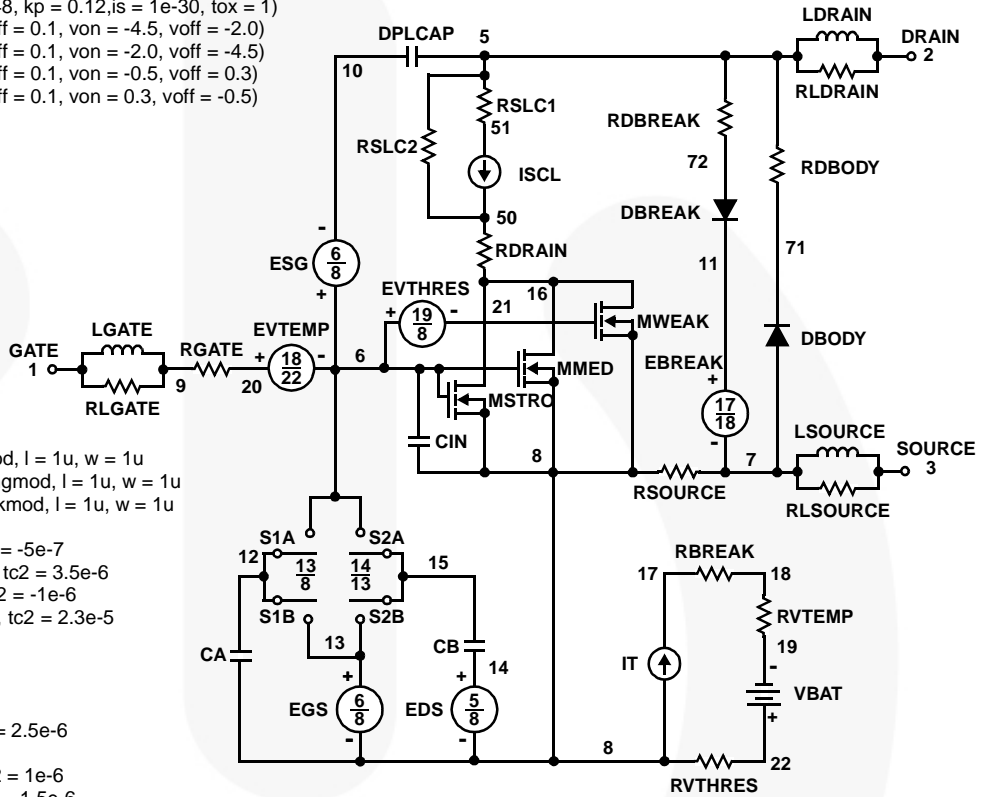 8, kp = 0.12,is = 1e-30, tox = 1)
ff = 0.1, von = -4.5, voff = -2.0)
ff = 0.1, von = -2.0, voff = -4.5)
ff = 0.1, von = -0.5, voff = 0.3)
ff = 0.1, von = 0.3, voff = -0.5)
LDRAIN
DPLCAP 5 DRAIN
2
10
RLDRAIN
RSLC1
51
RDBREAK
RSLC2
72
RDBODY
ISCL
DBREAK
50
RDRAIN
71
11
ESG 6/8
- +
EVTHRES
+ 19/8 -
16
21
MWEAK
LGATE
EVTEMP
GATE
1
RGATE
+ 18/22 -
6
EBREAK
DBODY
MMED
9
20
+
17/18
-
RLGATE
MSTRO
LSOURCE
CIN
SOURCE
3
8
7
RSOURCE
RLSOURCE
od, l = 1u, w = 1u
gmod, l = 1u, w = 1u
kmod, l = 1u, w = 1u
= -5e-7
tc2 = 3.5e-6
2 = -1e-6
, tc2 = 2.3e-5
S1A S2A
12
13/8
14/13
15
S1B S2B
13
RBREAK
17 18
RVTEMP
19
CA
CB
14
IT
-
VBAT
+
+ +
EGS 6/8 EDS 5/8
- -
8
22
RVTHRES
= 2.5e-6
2 = 1e-6
= -1.5e-6